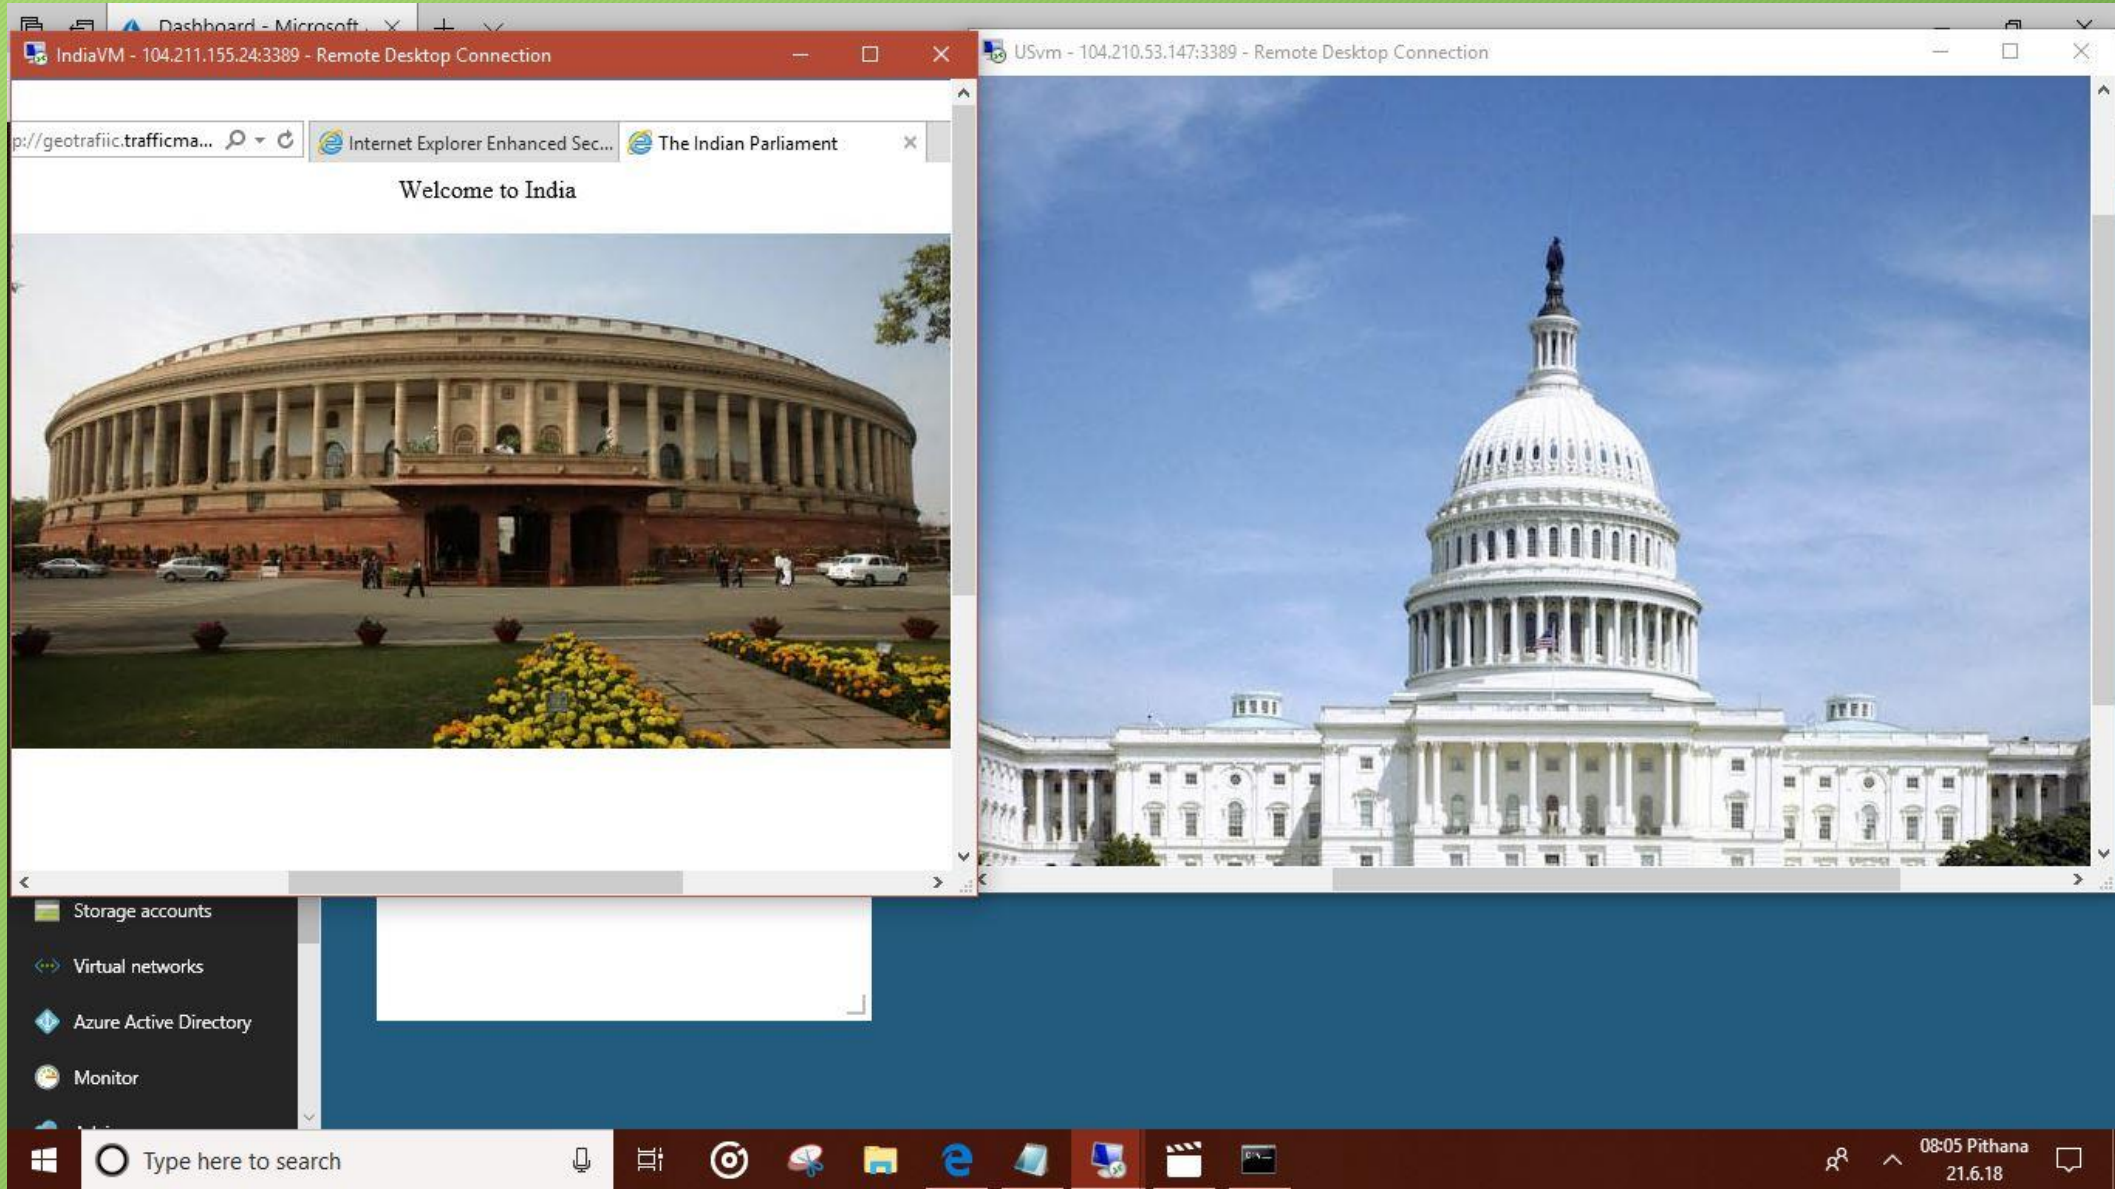 Dashboard - Microsoft
IndiaVM - 104.211.155.24:3389 - Remote Desktop Connection
USvm - 104.210.53.147:3389 - Remote Desktop Connection
p://geotrafiic.trafficma...
Internet Explorer Enhanced Sec...
The Indian Parliament
Welcome to India
Storage accounts
Virtual networks
Azure Active Directory
Monitor
Type here to search
08:05 Pithana
21.6.18